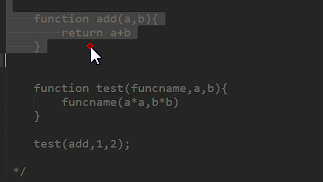 function add(a,b){
return a+b
}
function test(funcname,a,b){
funcname(a*a,b*b)
}
test(add,1,2);
*/